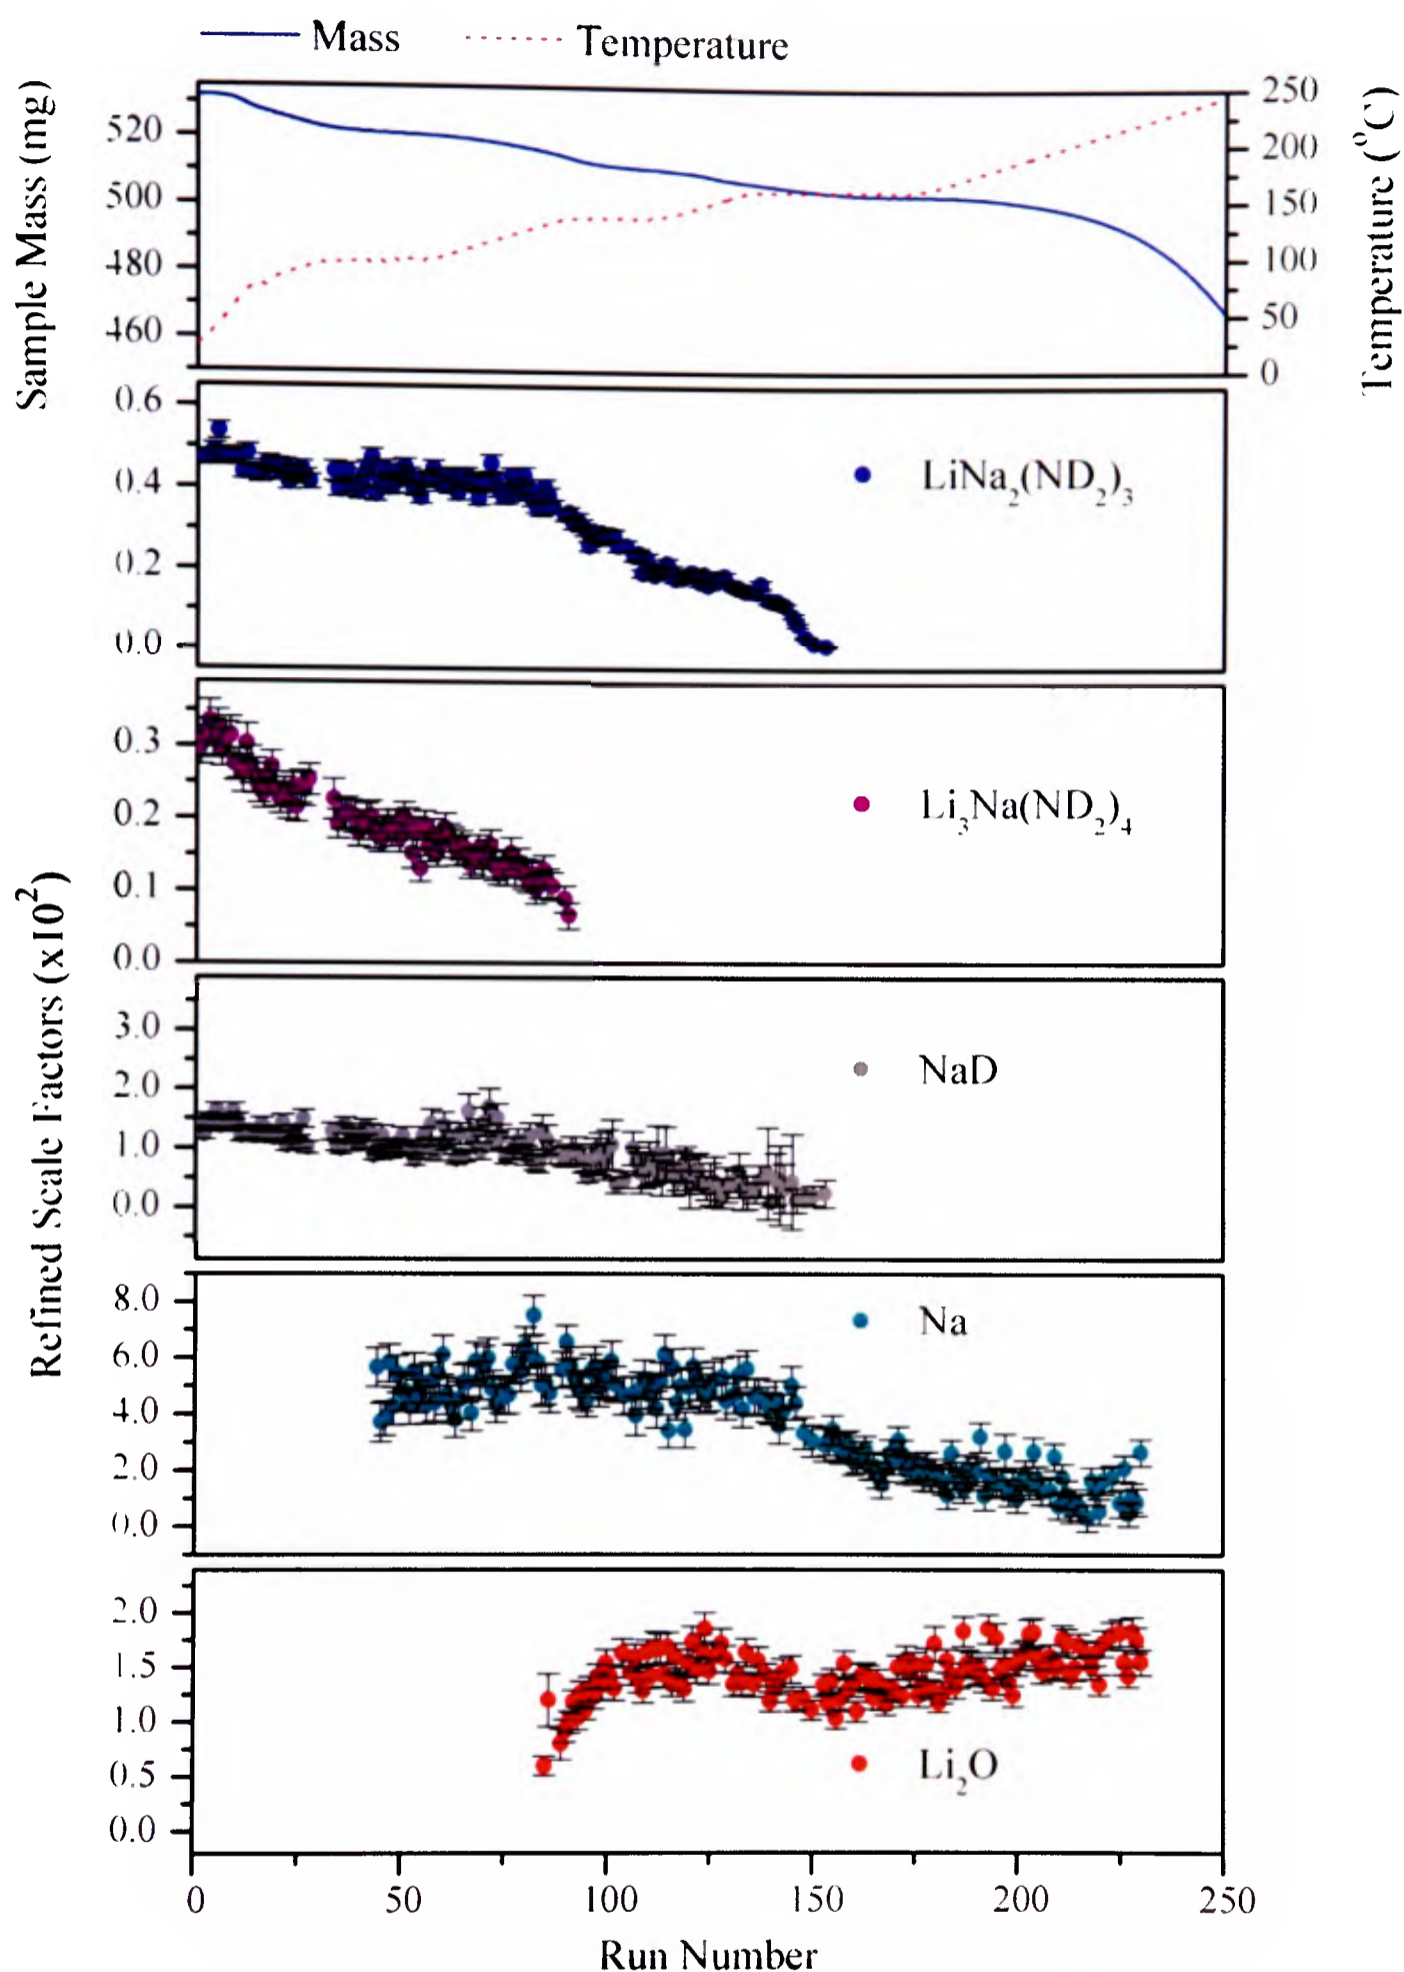 Mass Temperature
Sample Mass (mg)
520
500
480
460
250
200
150
100
50
0
Temperature (°C)
0.6
0.4
0.2
0.0
LiNa₂(ND₂)₃
0.3
0.2
0.1
0.0
Li₃Na(ND₂)₄
Refined Scale Factors (x10²)
3.0
2.0
1.0
0.0
NaD
8.0
6.0
4.0
2.0
0.0
Na
2.0
1.5
1.0
0.5
0.0
Li₂O
0 50 100 150 200 250
Run Number